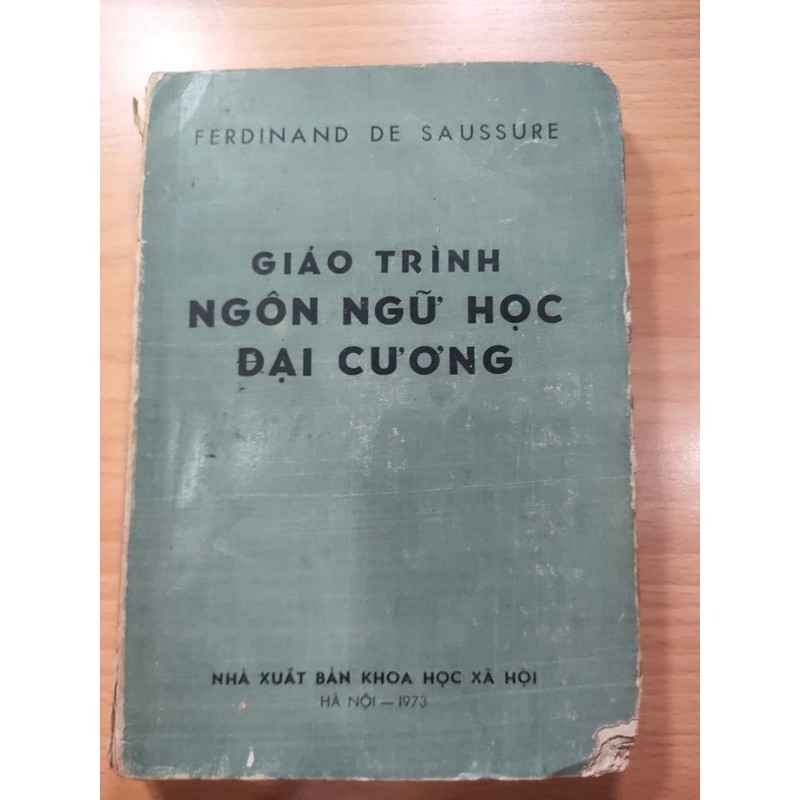 FERDINAND DE SAUSSURE
GIÁO TRÌNH
NGÔN NGỮ HỌC
ĐẠI CƯƠNG
NHÀ XUẤT BẢN KHOA HỌC XÃ HỘI
HÀ NỘI — 1973